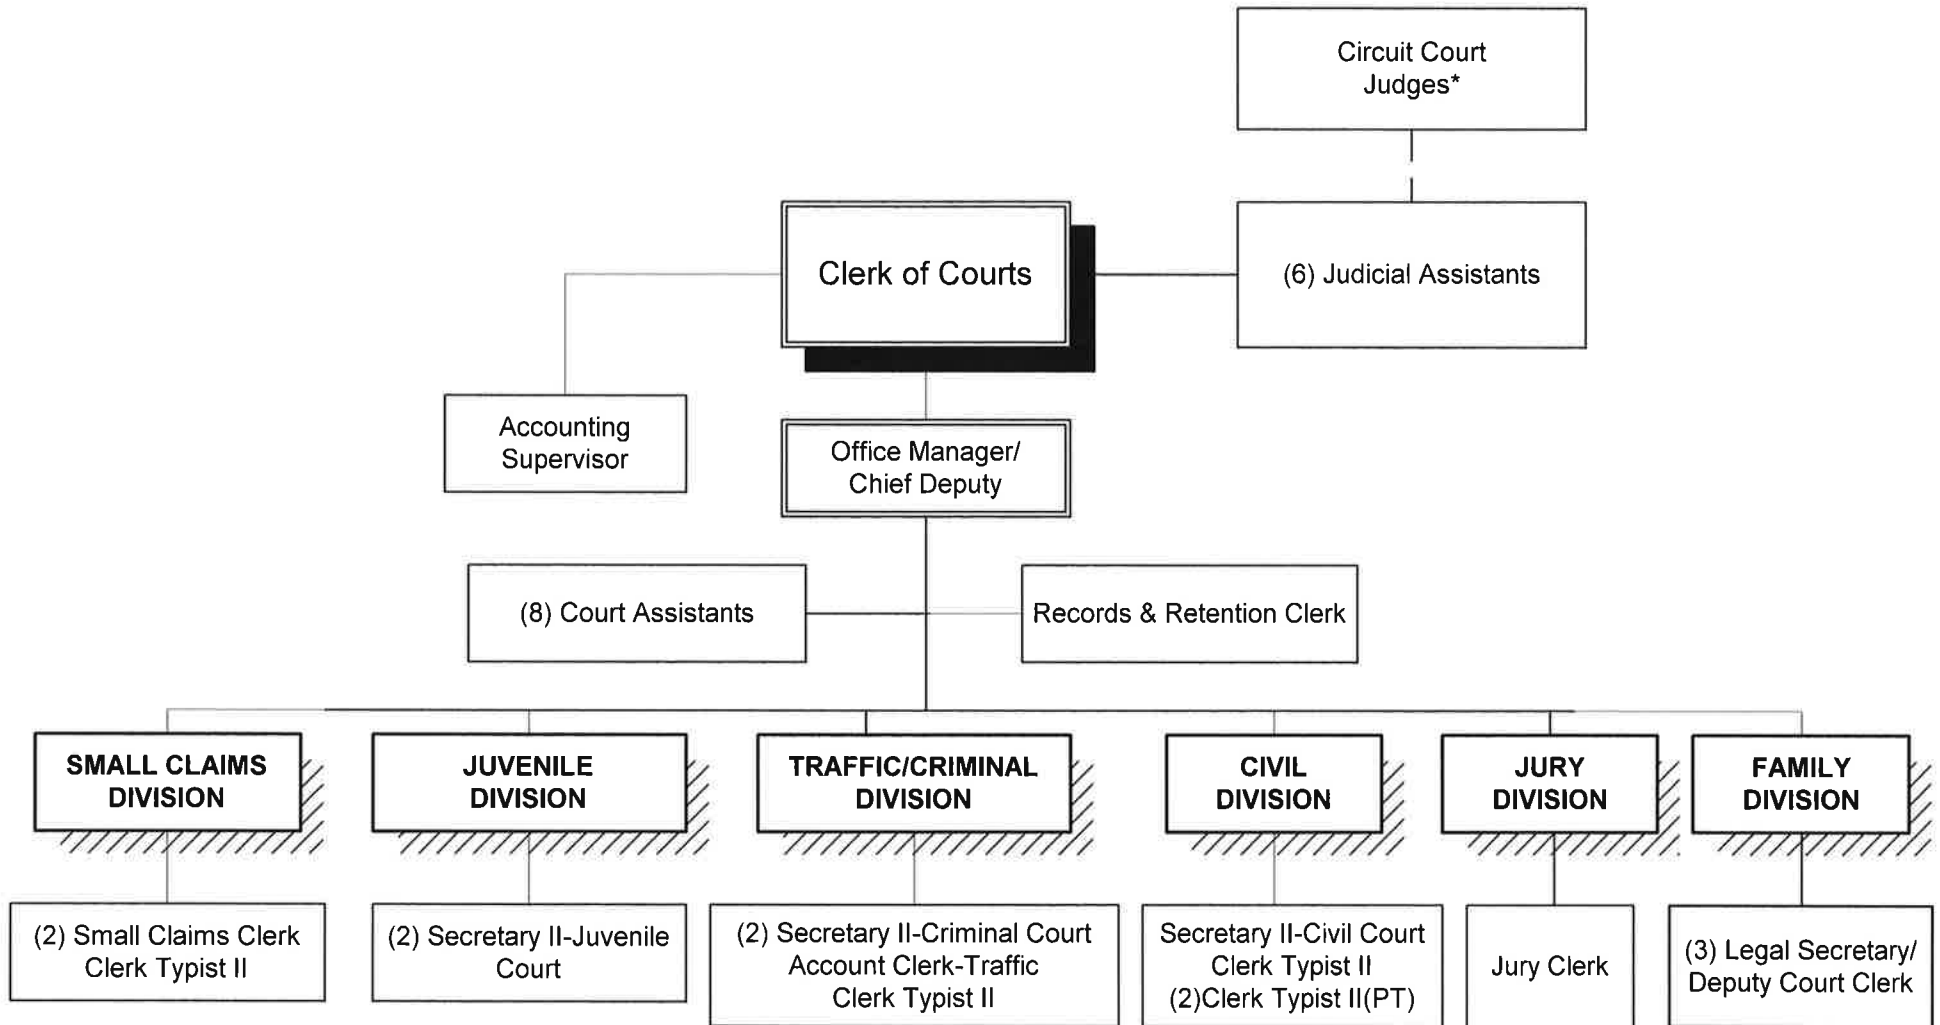 Circuit Court
Judges*
Clerk of Courts
(6) Judicial Assistants
Accounting
Supervisor
Office Manager/
Chief Deputy
(8) Court Assistants
Records & Retention Clerk
SMALL CLAIMS
DIVISION
JUVENILE
DIVISION
TRAFFIC/CRIMINAL
DIVISION
CIVIL
DIVISION
JURY
DIVISION
FAMILY
DIVISION
(2) Small Claims Clerk
Clerk Typist II
(2) Secretary II-Juvenile
Court
(2) Secretary II-Criminal Court
Account Clerk-Traffic
Clerk Typist II
Secretary II-Civil Court
Clerk Typist II
(2)Clerk Typist II(PT)
Jury Clerk
(3) Legal Secretary/
Deputy Court Clerk